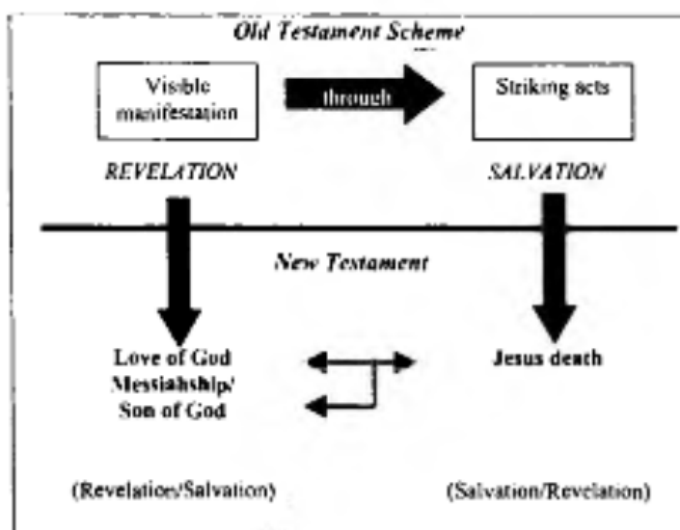 Old Testament Scheme
Visible
manifestation
through
Striking acts
REVELATION
SALVATION
New Testament
Love of God
Messiahship/
Son of God
Jesus death
(Revelation/Salvation)
(Salvation/Revelation)